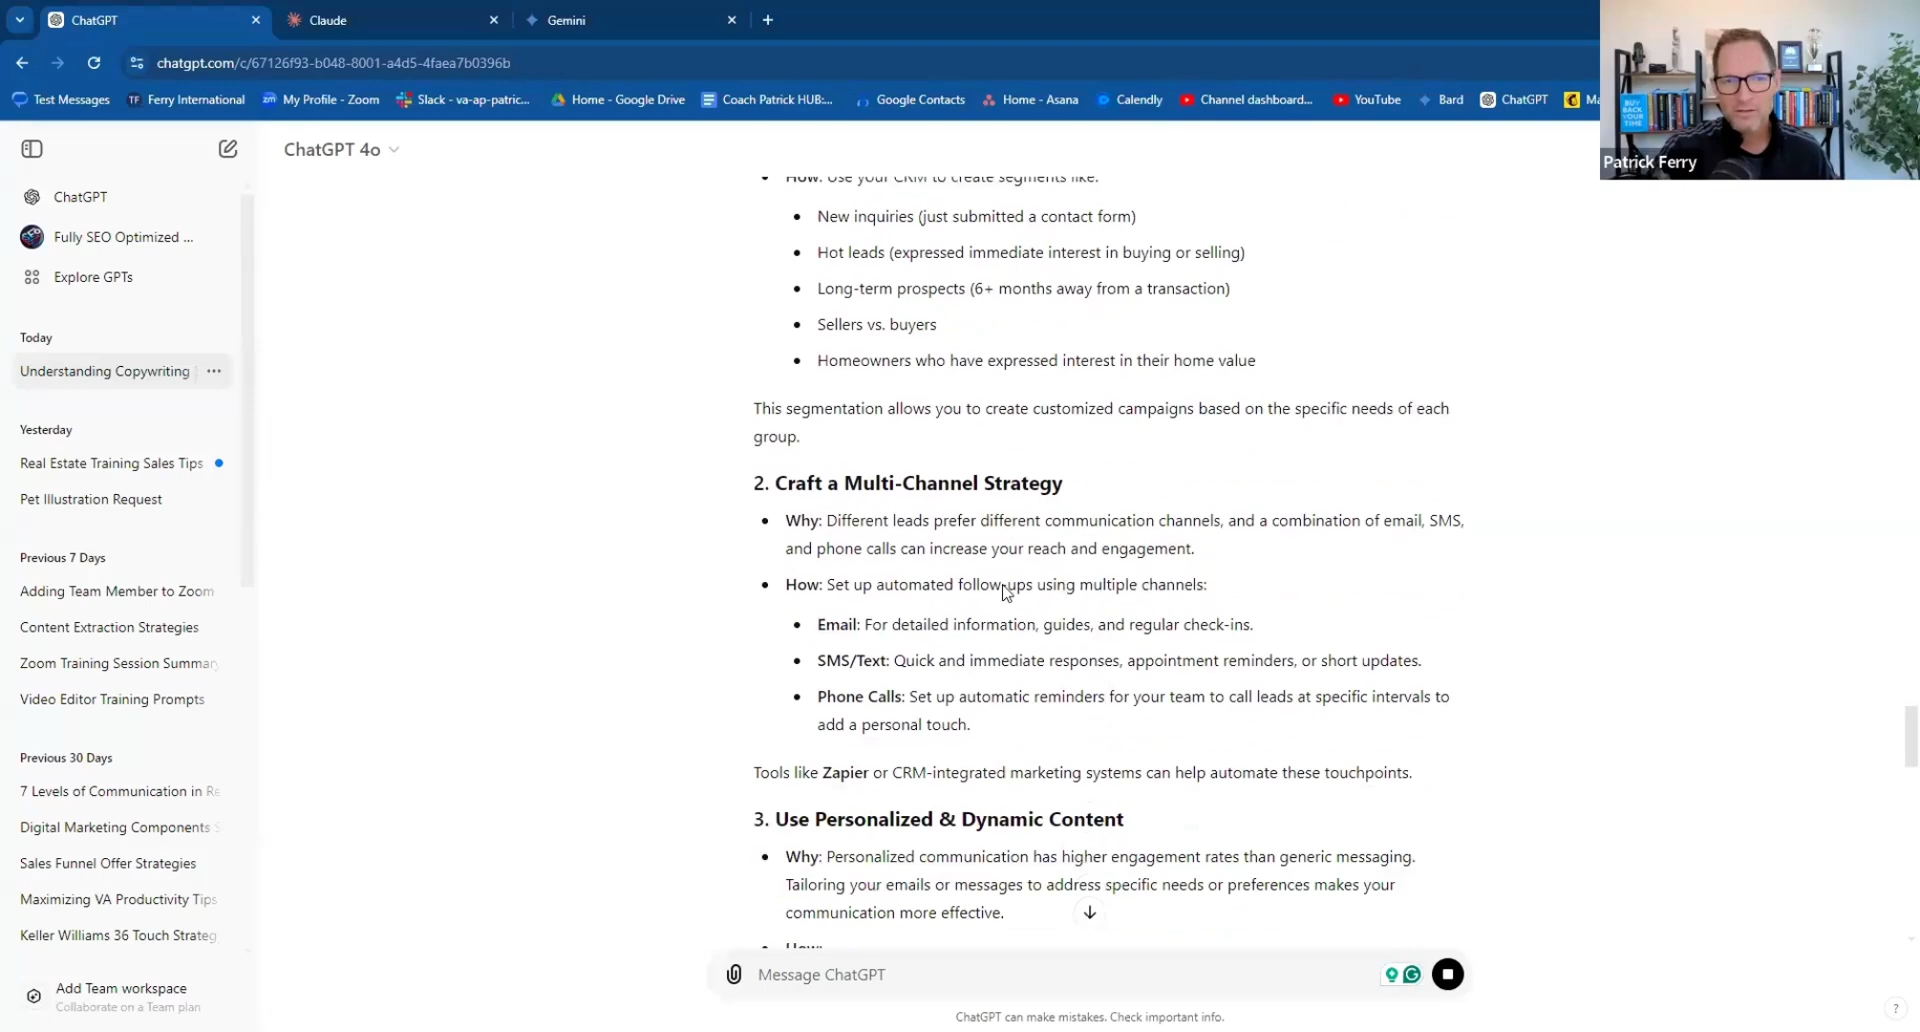 ChatGPT
Claude
Gemini
chatgpt.com/c/67126f93-b048-8001-a4d5-4faea7b0396b
Test Messages
Ferry International
My Profile - Zoom
Slack - va-ap-patric...
Home - Google Drive
Coach Patrick HUB:...
Google Contacts
Home - Asana
Calendly
Channel dashboard...
YouTube
Bard
ChatGPT
BUY BACK YOUR TIME
Patrick Ferry
ChatGPT
Fully SEO Optimized ...
Explore GPTs
Today
Understanding Copywriting
Yesterday
Real Estate Training Sales Tips
Pet Illustration Request
Previous 7 Days
Adding Team Member to Zoom
Content Extraction Strategies
Zoom Training Session Summary
Video Editor Training Prompts
Previous 30 Days
7 Levels of Communication in Re
Digital Marketing Components S
Sales Funnel Offer Strategies
Maximizing VA Productivity Tips
Keller Williams 36 Touch Strateg
Add Team workspace
Collaborate on a Team plan
ChatGPT 4o
How: Use your CRM to create segments like:
New inquiries (just submitted a contact form)
Hot leads (expressed immediate interest in buying or selling)
Long-term prospects (6+ months away from a transaction)
Sellers vs. buyers
Homeowners who have expressed interest in their home value
This segmentation allows you to create customized campaigns based on the specific needs of each
group.
2. Craft a Multi-Channel Strategy
Why: Different leads prefer different communication channels, and a combination of email, SMS,
and phone calls can increase your reach and engagement.
How: Set up automated follow-ups using multiple channels:
Email: For detailed information, guides, and regular check-ins.
SMS/Text: Quick and immediate responses, appointment reminders, or short updates.
Phone Calls: Set up automatic reminders for your team to call leads at specific intervals to
add a personal touch.
Tools like Zapier or CRM-integrated marketing systems can help automate these touchpoints.
3. Use Personalized & Dynamic Content
Why: Personalized communication has higher engagement rates than generic messaging.
Tailoring your emails or messages to address specific needs or preferences makes your
communication more effective.
How:
Message ChatGPT
ChatGPT can make mistakes. Check important info.
?